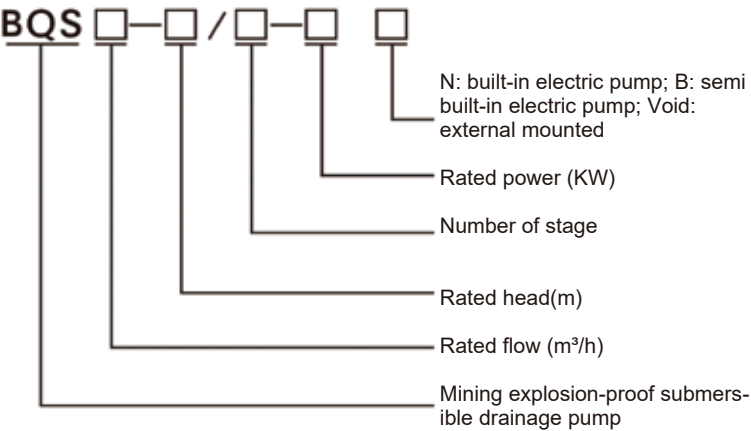 BQS □—□/□—□ □
N: built-in electric pump; B: semi
built-in electric pump; Void:
external mounted
Rated power (KW)
Number of stage
Rated head(m)
Rated flow (m³/h)
Mining explosion-proof submers-
ible drainage pump